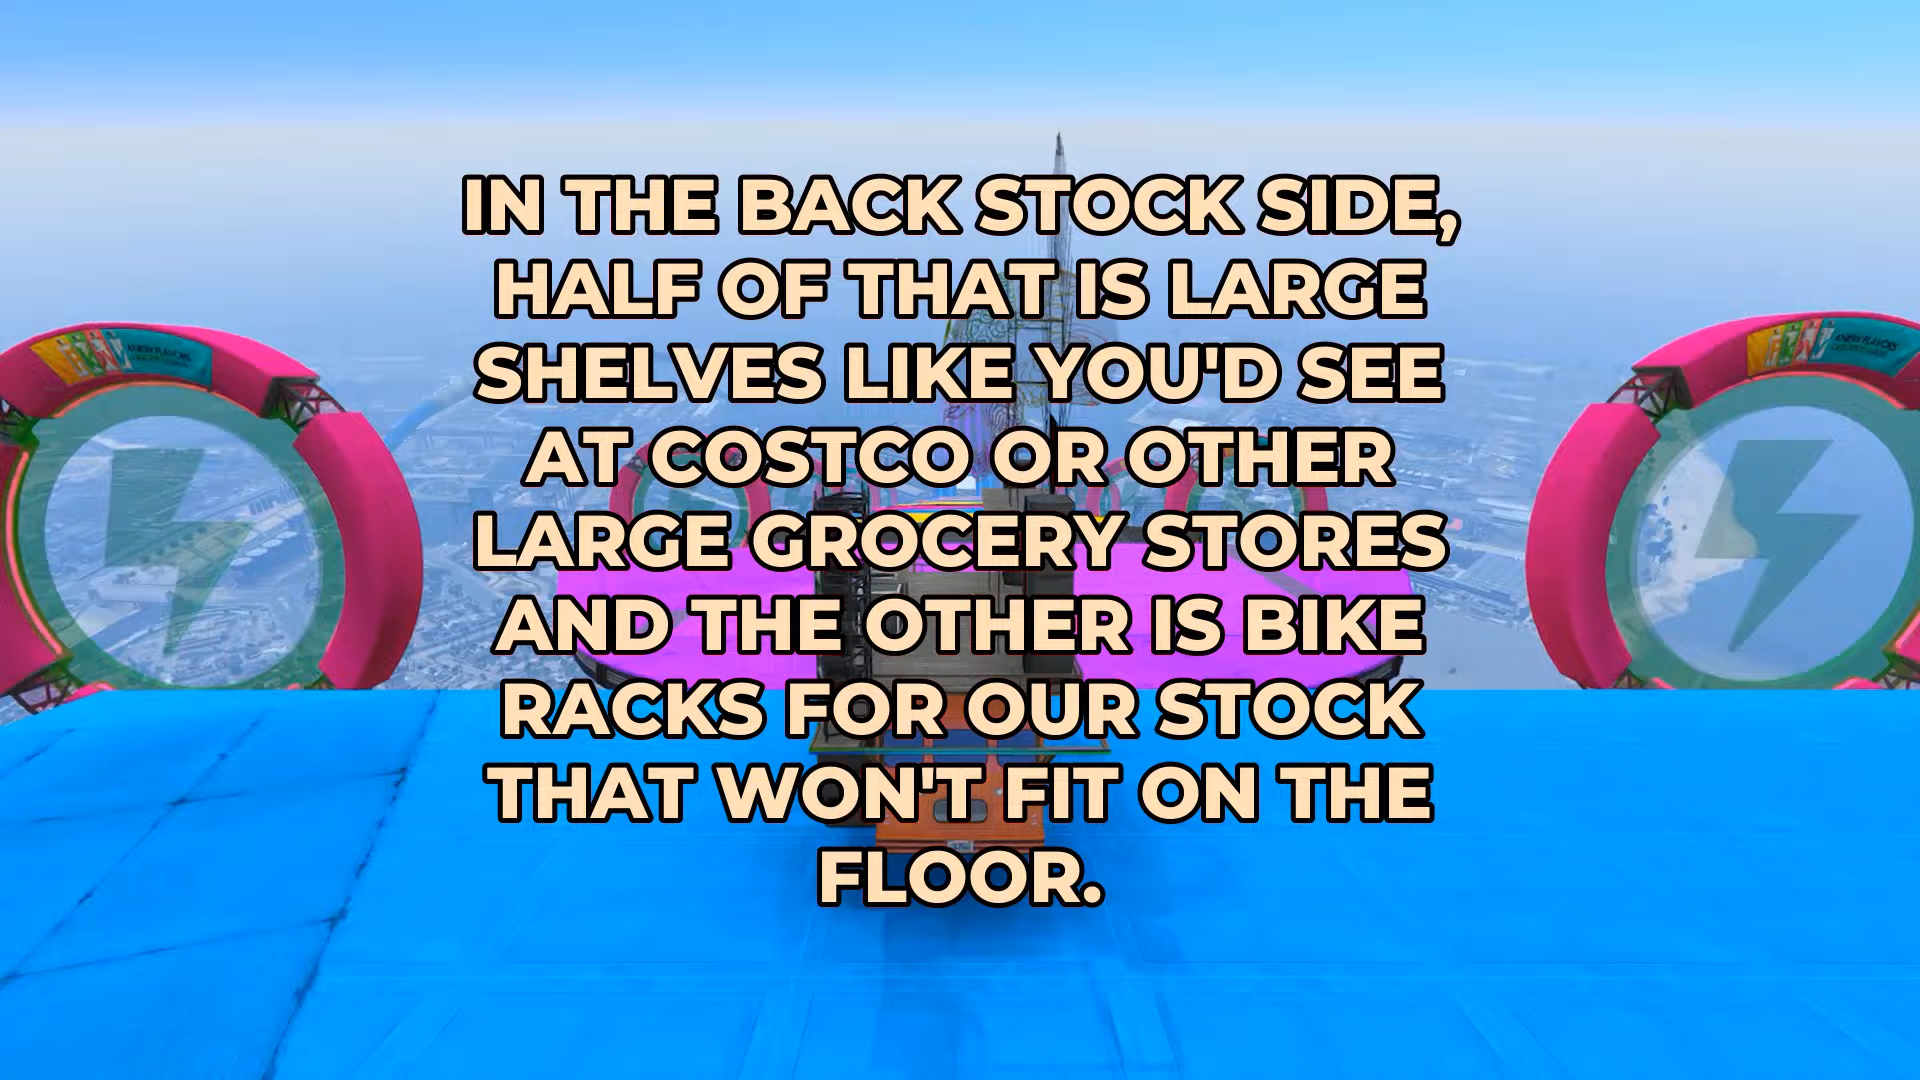 IN THE BACK STOCK SIDE,
HALF OF THAT IS LARGE
SHELVES LIKE YOU'D SEE
AT COSTCO OR OTHER
LARGE GROCERY STORES
AND THE OTHER IS BIKE
RACKS FOR OUR STOCK
THAT WON'T FIT ON THE
FLOOR.